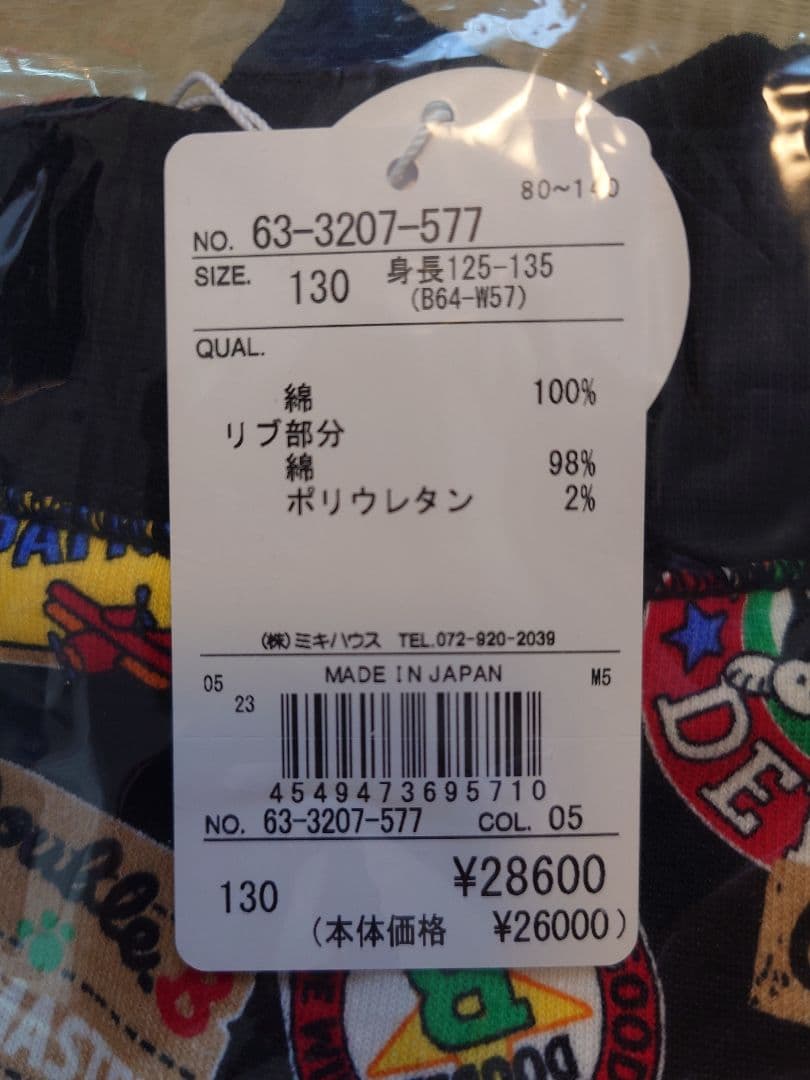 80~140
NO. 63-3207-577
SIZE. 130 身長125-135
(B64-W57)
QUAL.
綿 100%
リブ部分
綿 98%
ポリウレタン 2%
(株)ミキハウス TEL.072-920-2039
05 MADE IN JAPAN M5
23
4549473695710
NO. 63-3207-577 COL. 05
130 ¥28600
(本体価格 ¥26000)
DE
Double.B
R